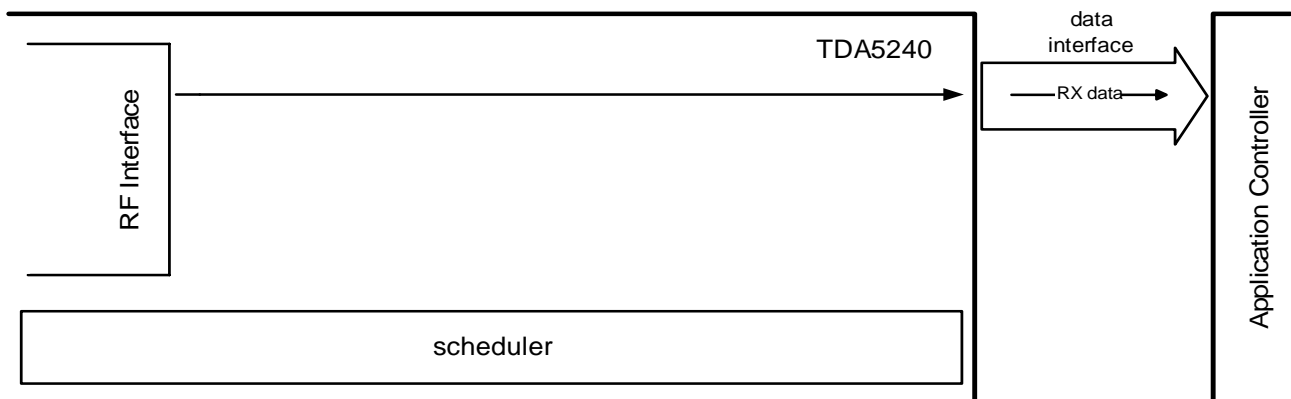 TDA5240
data
interface
RX data
RF Interface
scheduler
Application Controller